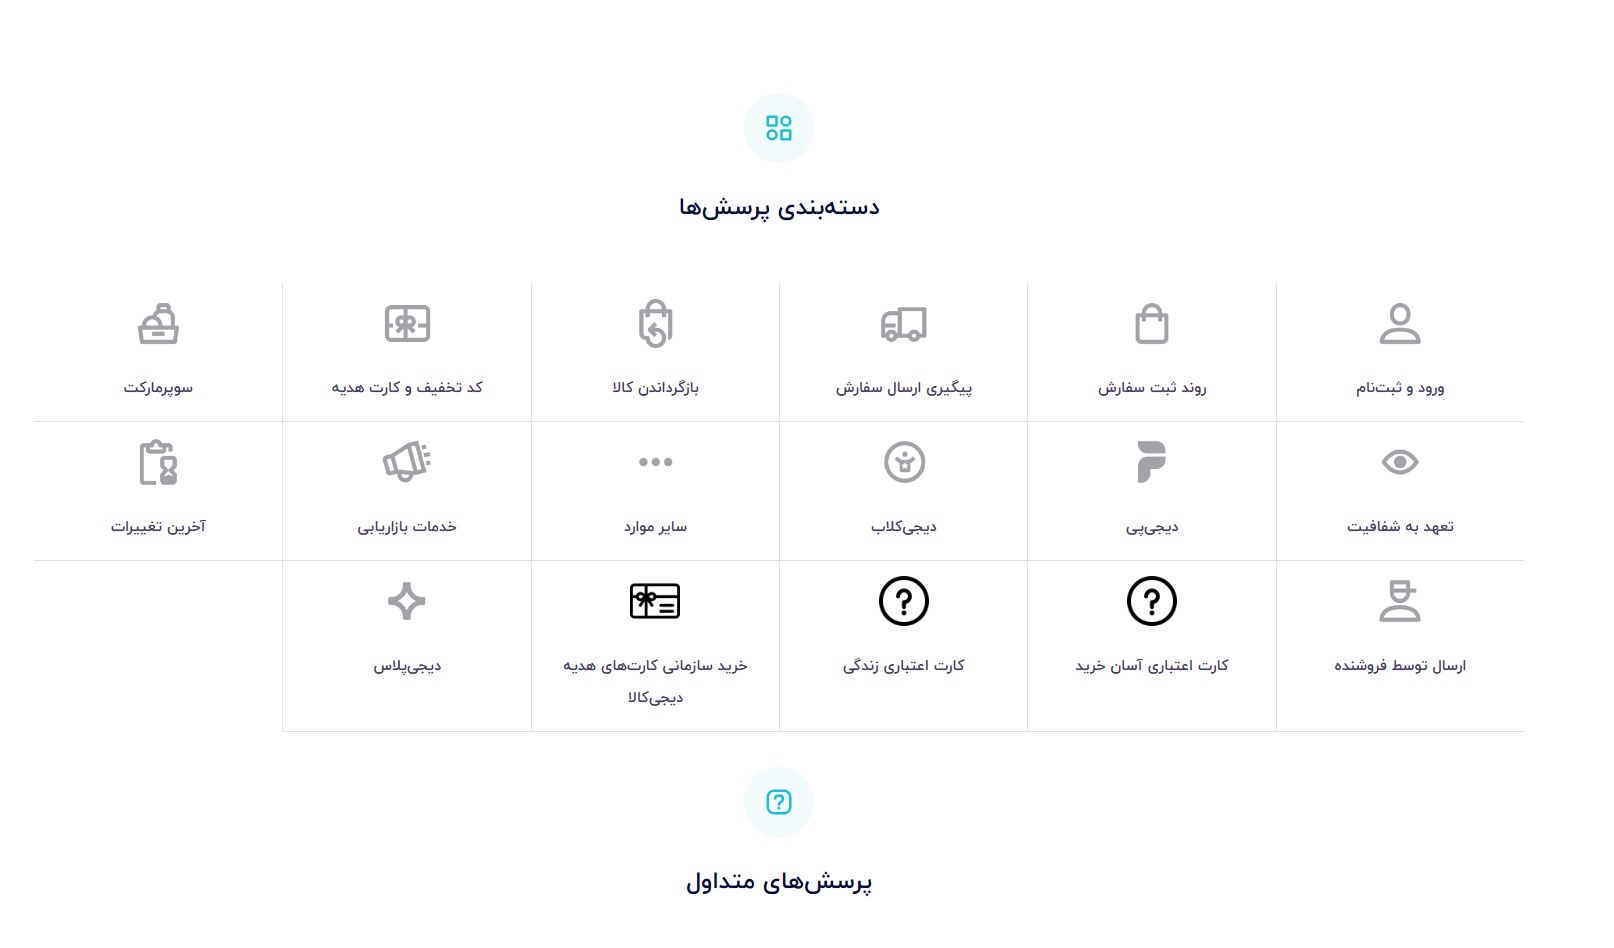 دسته‌بندی پرسش‌ها
ورود و ثبت‌نام
روند ثبت سفارش
پیگیری ارسال سفارش
بازگرداندن کالا
کد تخفیف و کارت هدیه
سوپرمارکت
تعهد به شفافیت
دیجی‌پی
دیجی‌کلاب
سایر موارد
خدمات بازاریابی
آخرین تغییرات
ارسال توسط فروشنده
کارت اعتباری آسان خرید
کارت اعتباری زندگی
خرید سازمانی کارت‌های هدیه
دیجی‌کالا
دیجی‌پلاس
پرسش‌های متداول